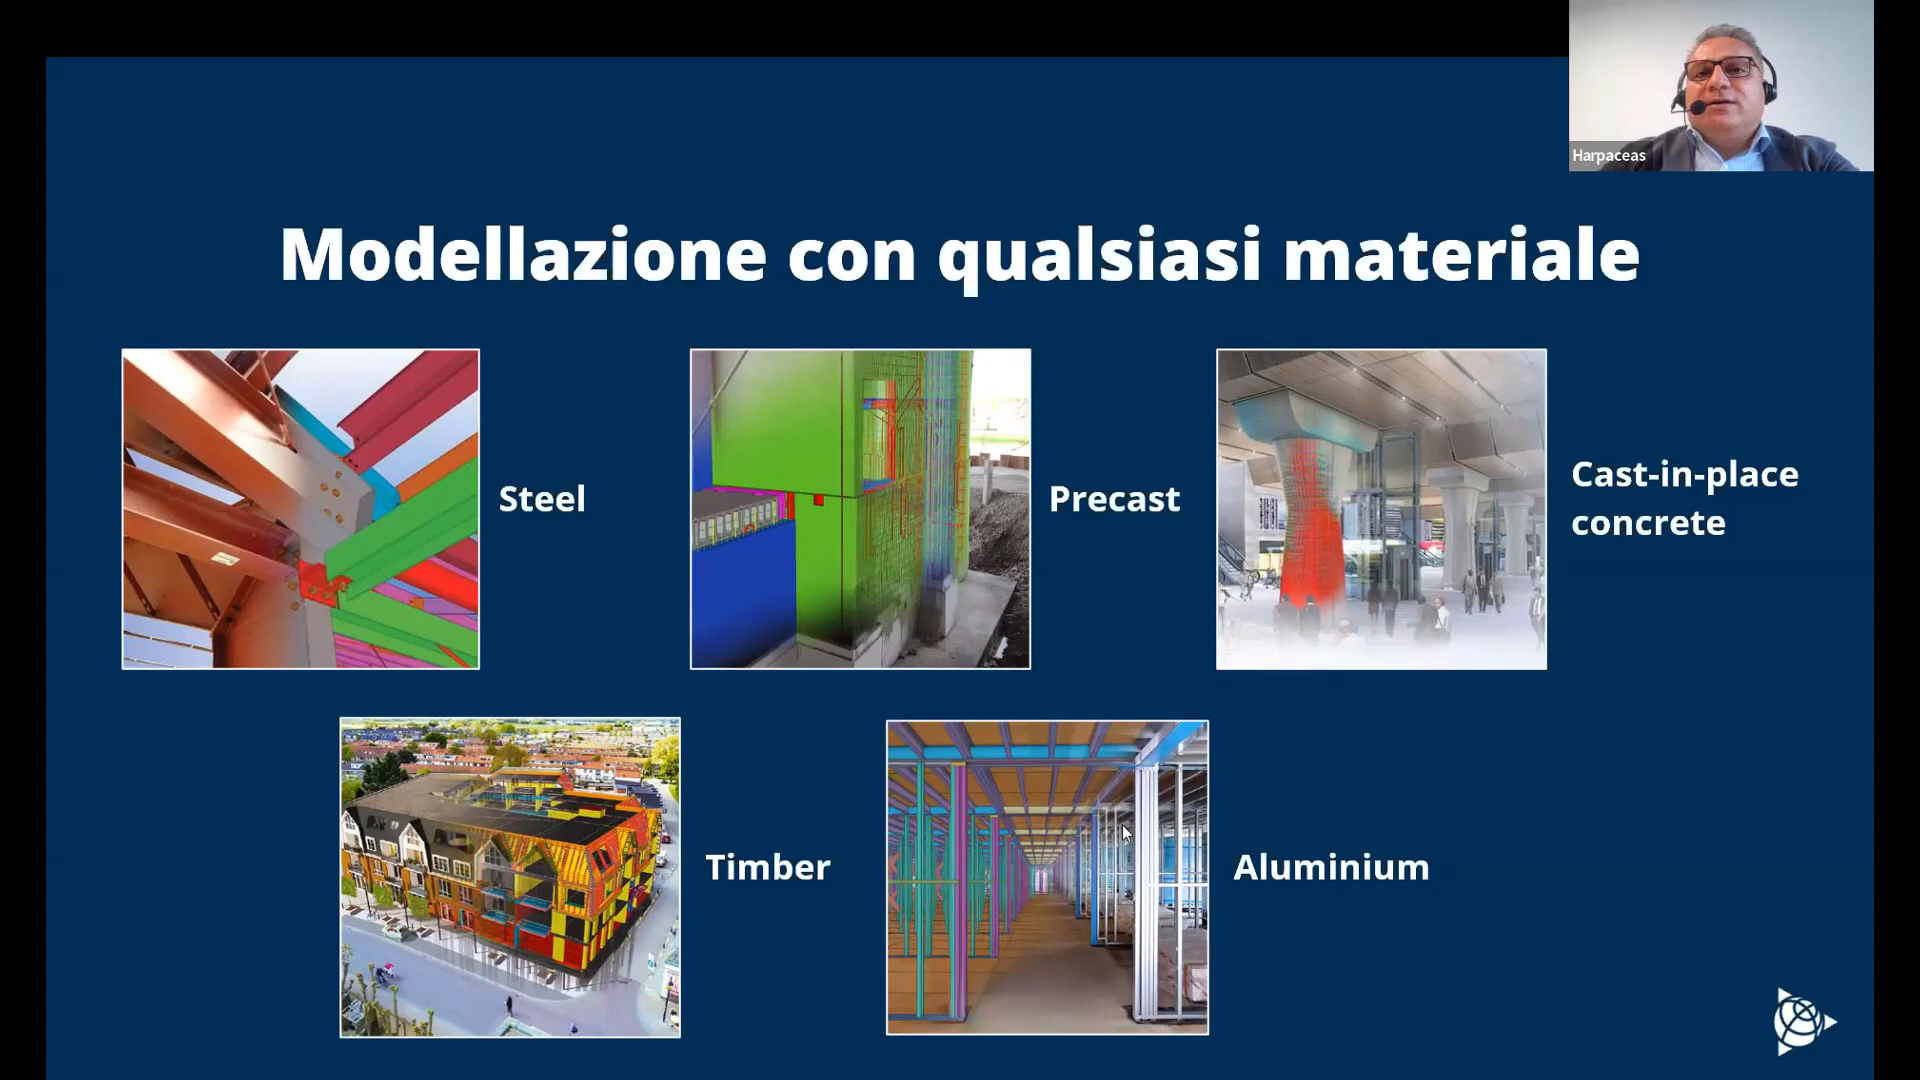 Harpaceas
Modellazione con qualsiasi materiale
Steel
Precast
Cast-in-place
concrete
Timber
Aluminium